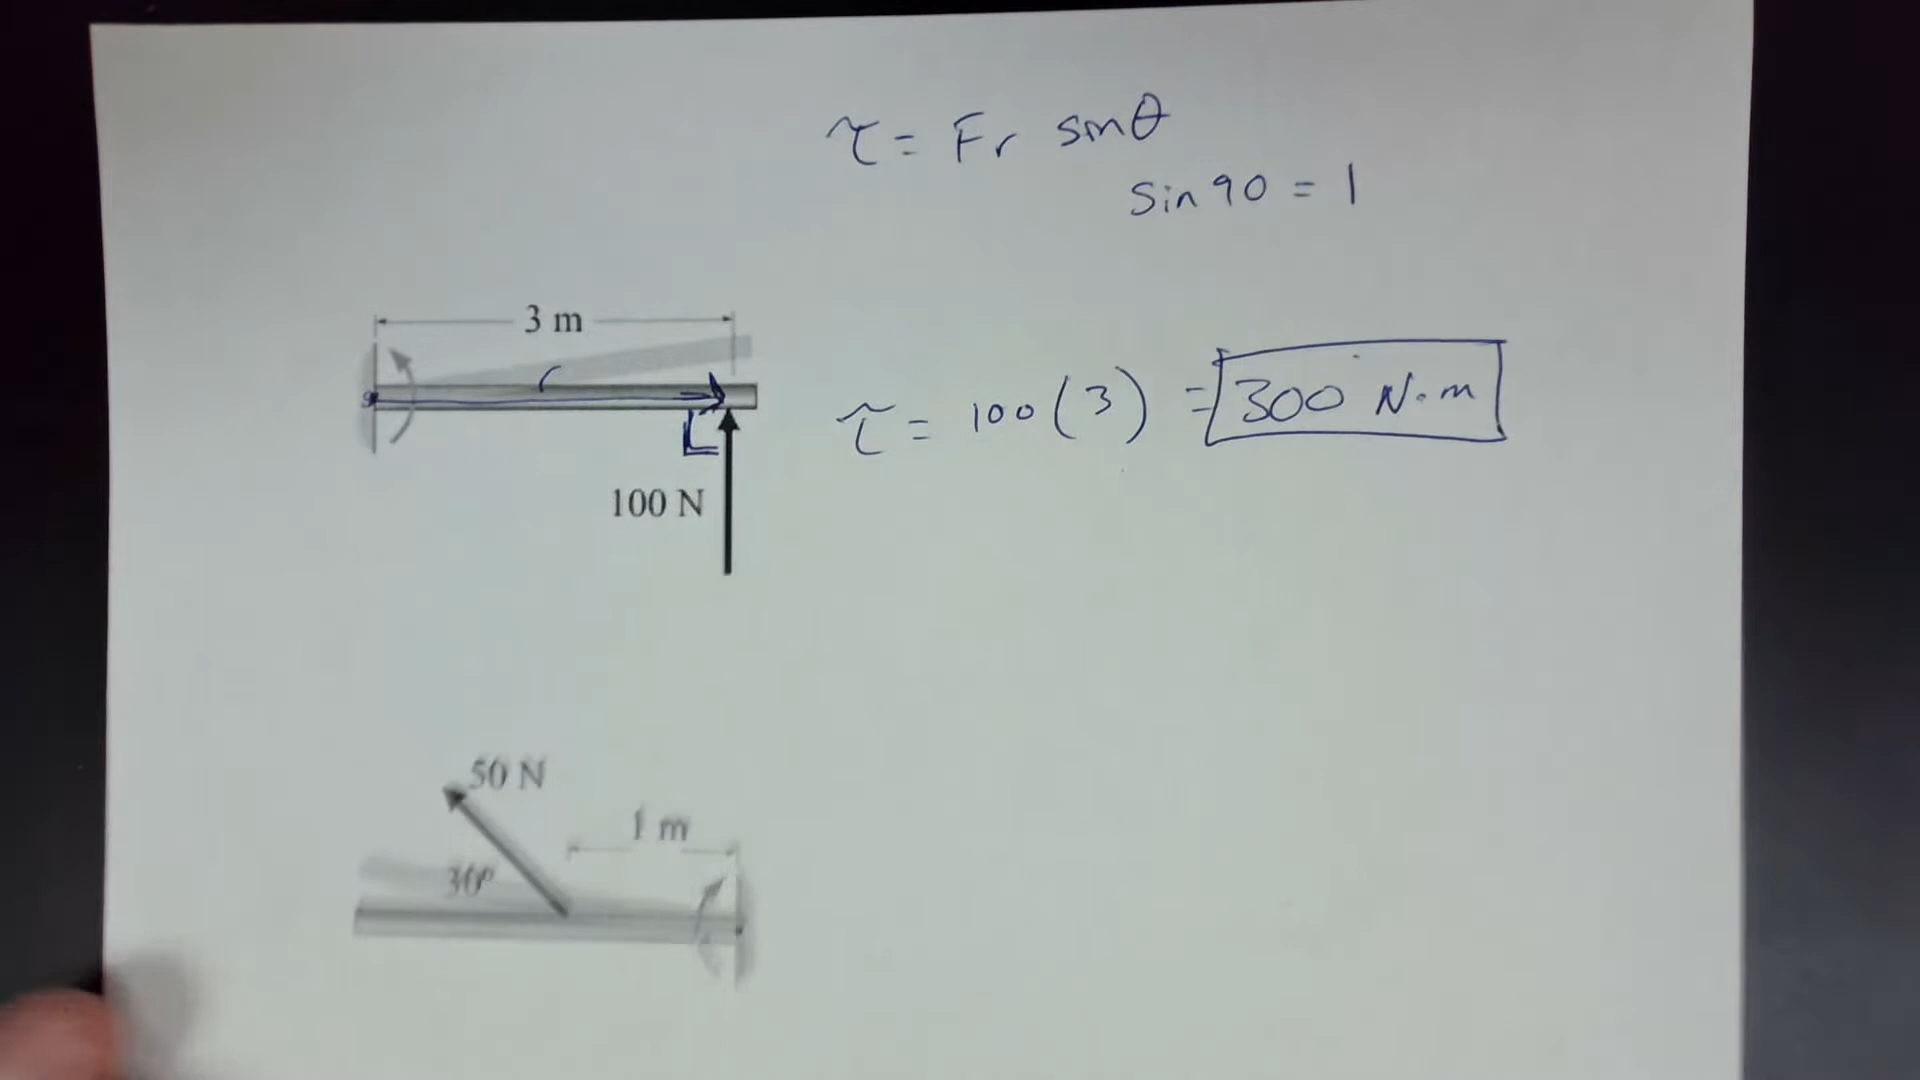 τ = Fr sinθ
sin 90 = 1
3 m
r
τ = 100 (3) = 300 N·m
100 N
50 N
1 m
30°